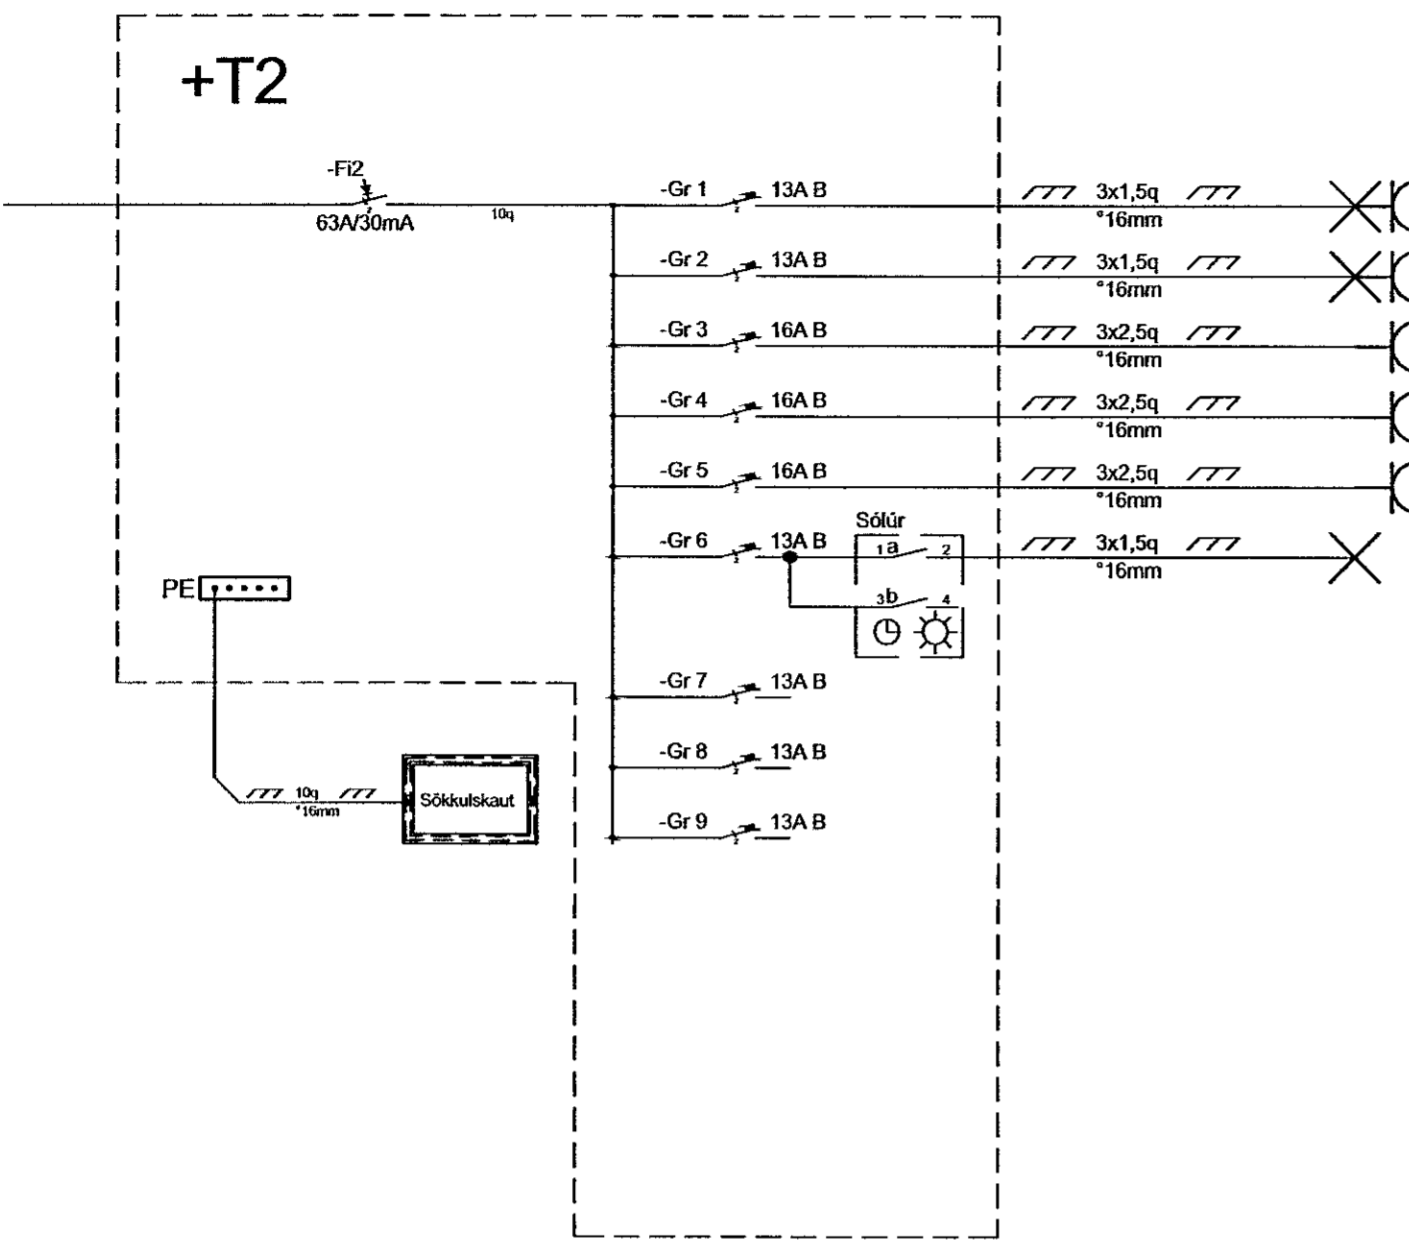 +T2
-Fi2
63A/30mA
10q
-Gr 1 13A B 3x1,5q
°16mm
-Gr 2 13A B 3x1,5q
°16mm
-Gr 3 16A B 3x2,5q
°16mm
-Gr 4 16A B 3x2,5q
°16mm
-Gr 5 16A B 3x2,5q
°16mm
Sólúr
-Gr 6 13A B 1 a 2 3x1,5q
°16mm
3 b 4
PE
-Gr 7 13A B
-Gr 8 13A B
-Gr 9 13A B
10q
°16mm
Sökkulskaut